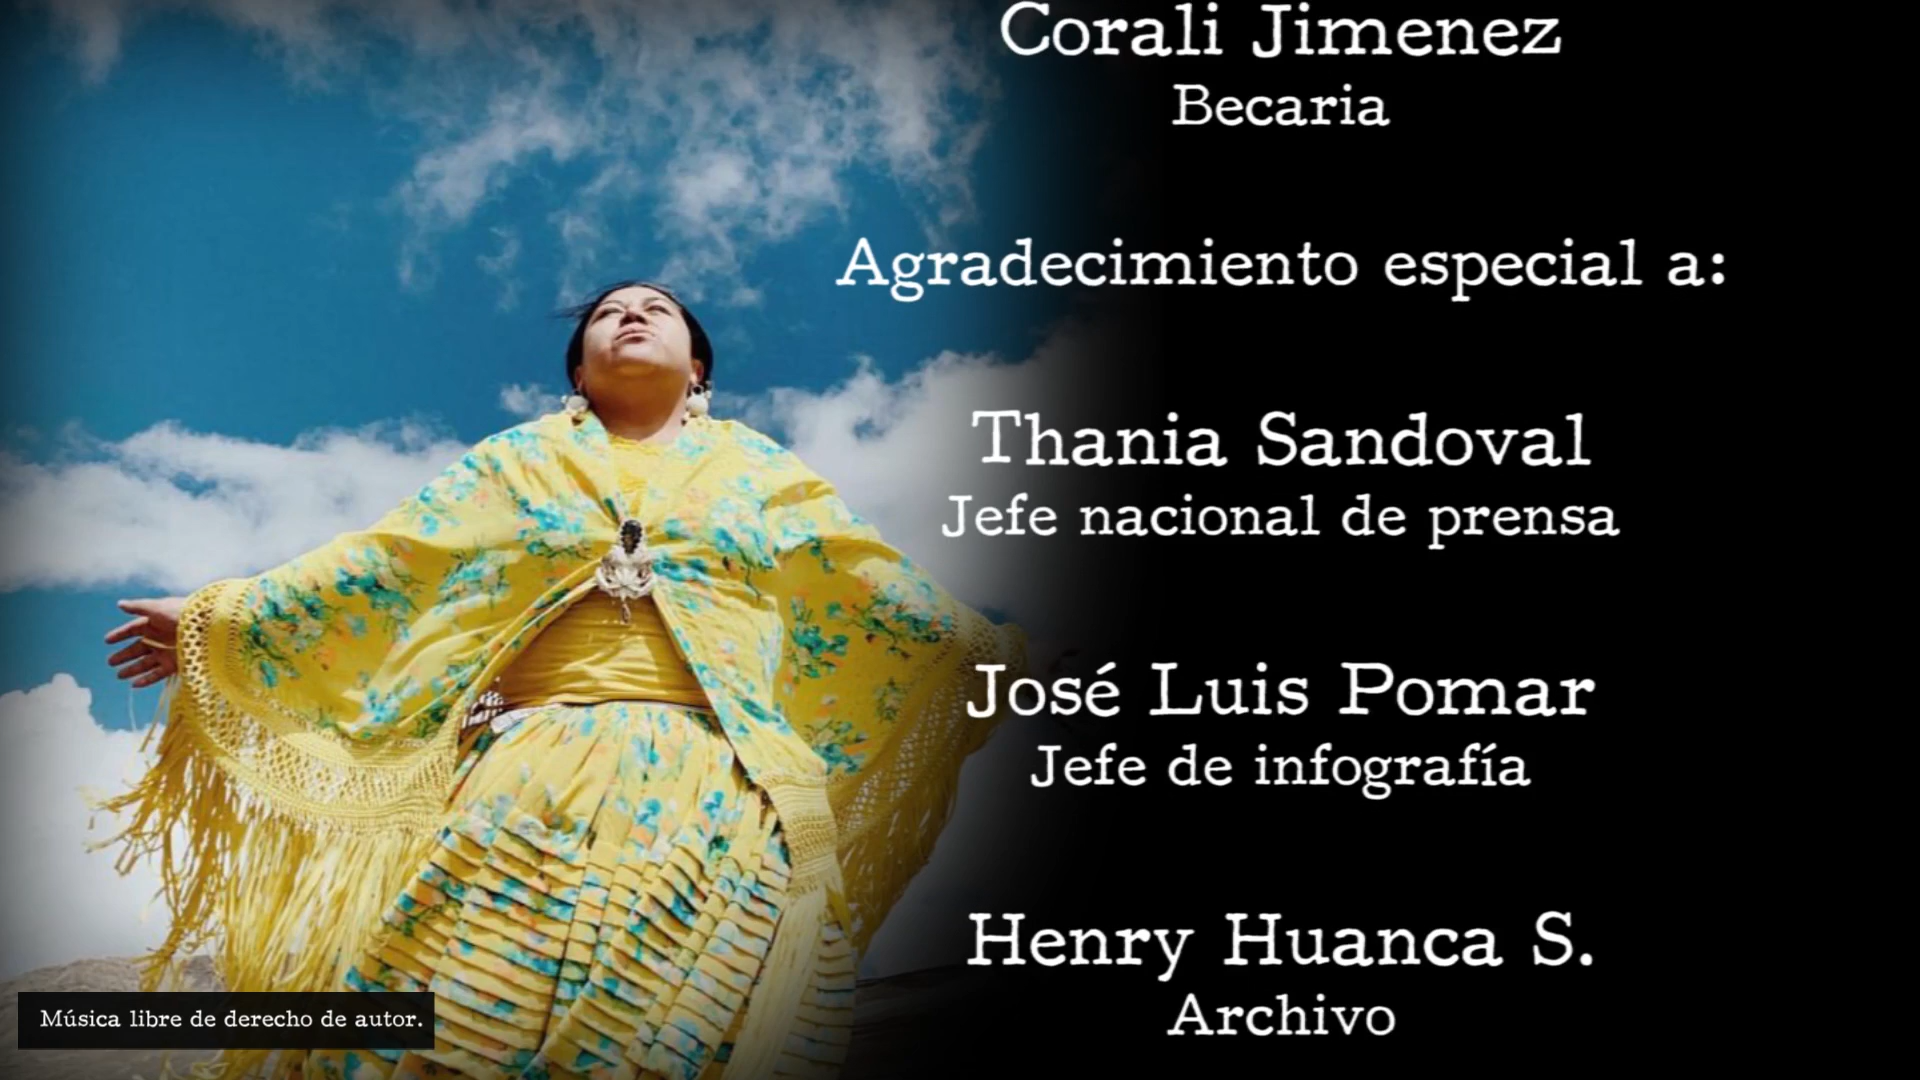 Corali Jimenez
Becaria
Agradecimiento especial a:
Thania Sandoval
Jefe nacional de prensa
José Luis Pomar
Jefe de infografía
Henry Huanca S.
Archivo
Música libre de derecho de autor.